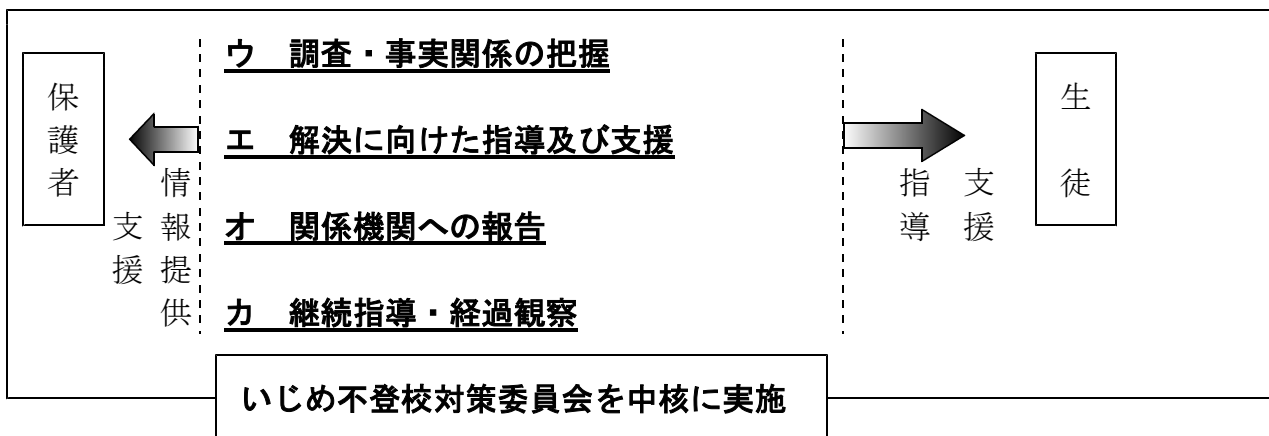 保護者
情報提供
支援
ウ　調査・事実関係の把握
エ　解決に向けた指導及び支援
オ　関係機関への報告
カ　継続指導・経過観察
支援
指導
生徒
いじめ不登校対策委員会を中核に実施